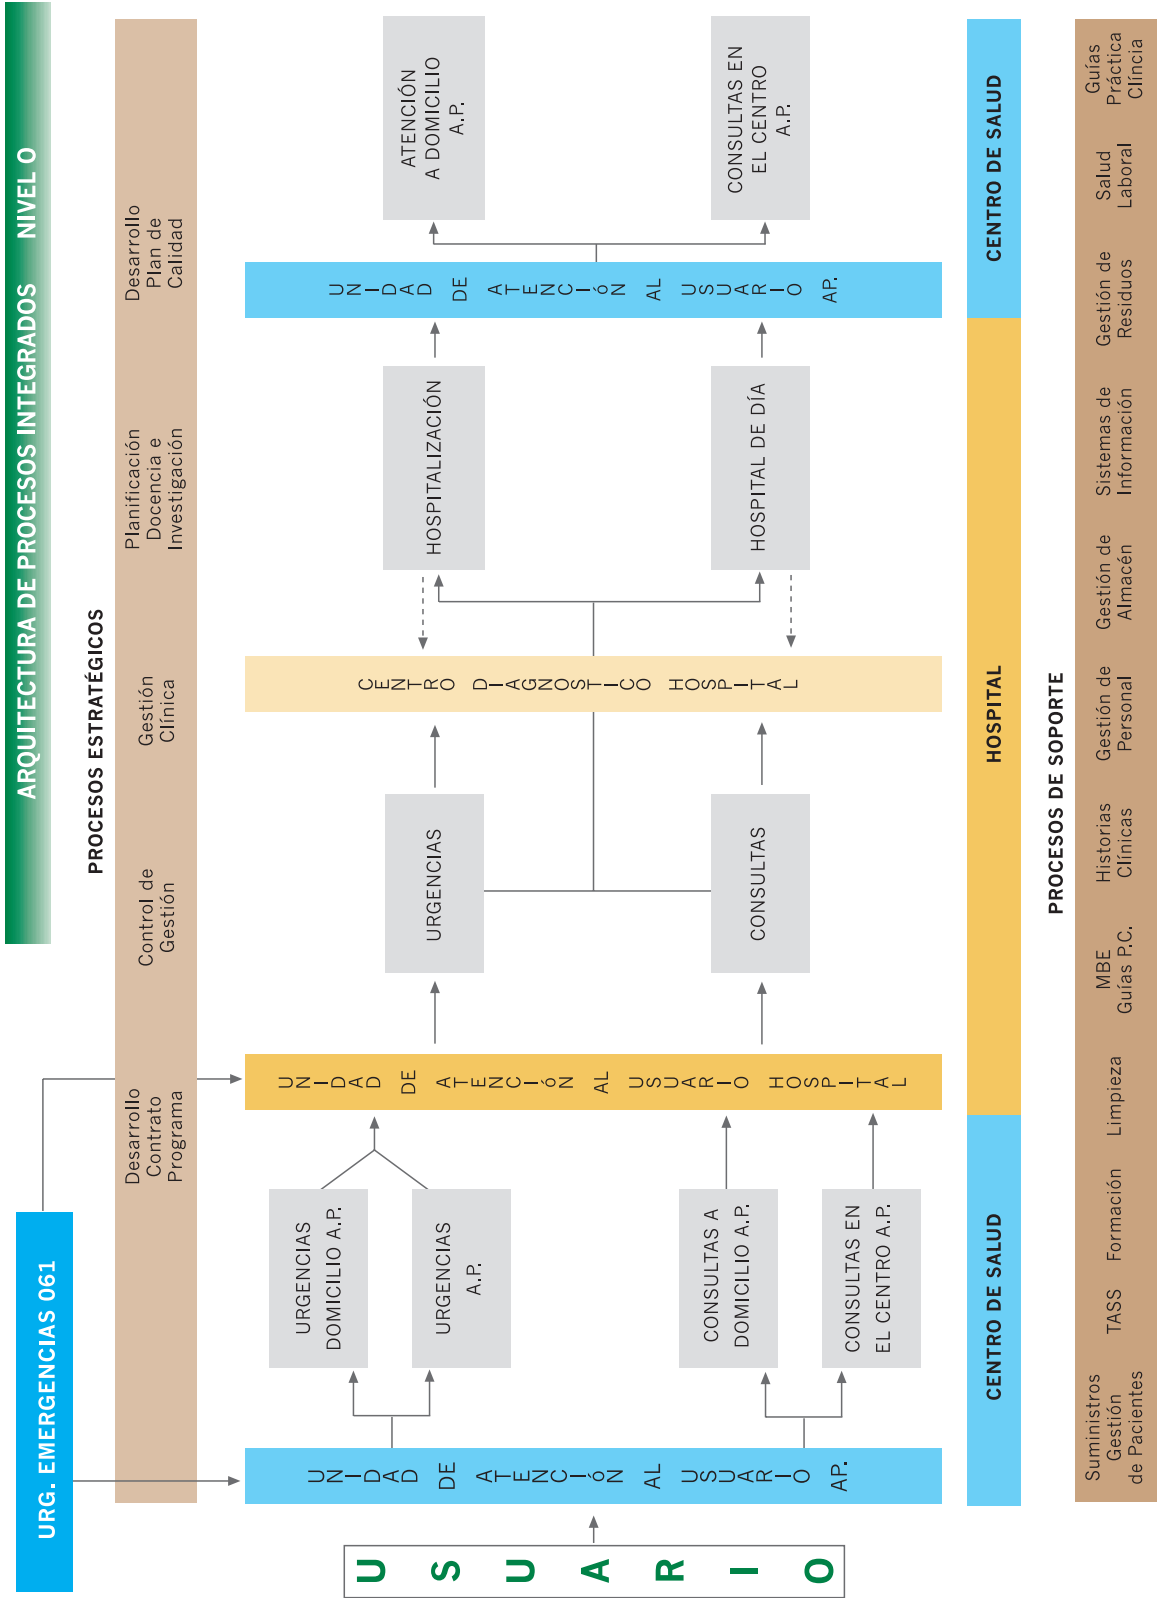 ARQUITECTURA DE PROCESOS INTEGRADOS NIVEL O
URG. EMERGENCIAS 061
PROCESOS ESTRATÉGICOS
Desarrollo
Contrato
Programa
Control de
Gestión
Gestión
Clínica
Planificación
Docencia e
Investigación
Desarrollo
Plan de
Calidad
USUARIO
UNIDAD DE ATENCIóN AL USUARIO AP.
URGENCIAS
DOMICILIO A.P.
URGENCIAS
A.P.
CONSULTAS A
DOMICILIO A.P.
CONSULTAS EN
EL CENTRO A.P.
UNIDAD DE ATENCIóN AL USUARIO HOSPITAL
URGENCIAS
CONSULTAS
CENTRO DIAGNOSTICO HOSPITAL
HOSPITALIZACIÓN
HOSPITAL DE DÍA
UNIDAD DE ATENCIóN AL USUARIO AP.
ATENCIÓN
A DOMICILIO
A.P.
CONSULTAS EN
EL CENTRO
A.P.
CENTRO DE SALUD
HOSPITAL
CENTRO DE SALUD
PROCESOS DE SOPORTE
Suministros
Gestión
de Pacientes
TASS
Formación
Limpieza
MBE
Guías P.C.
Historias
Clínicas
Gestión de
Personal
Gestión de
Almacén
Sistemas de
Información
Gestión de
Residuos
Salud
Laboral
Guías
Práctica
Clíncia